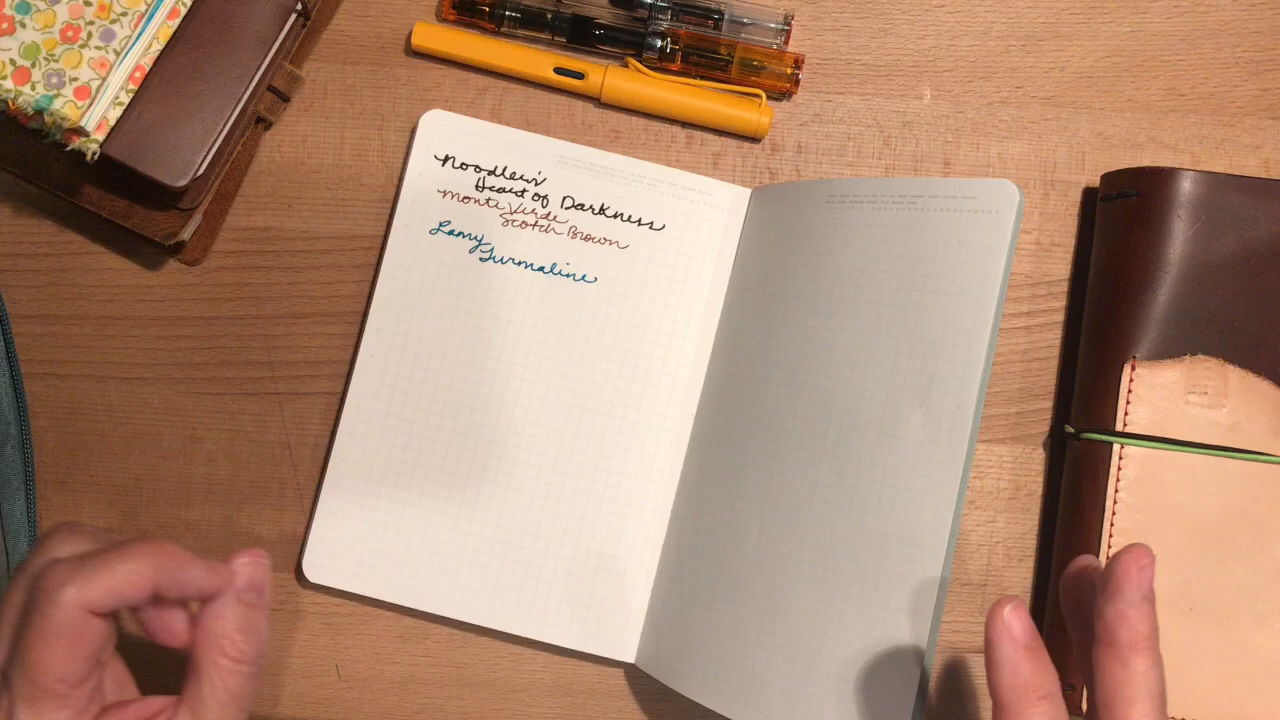 Noodler's
Heart of Darkness
Monte Verde
Scotch Brown
Lamy
Turmaline